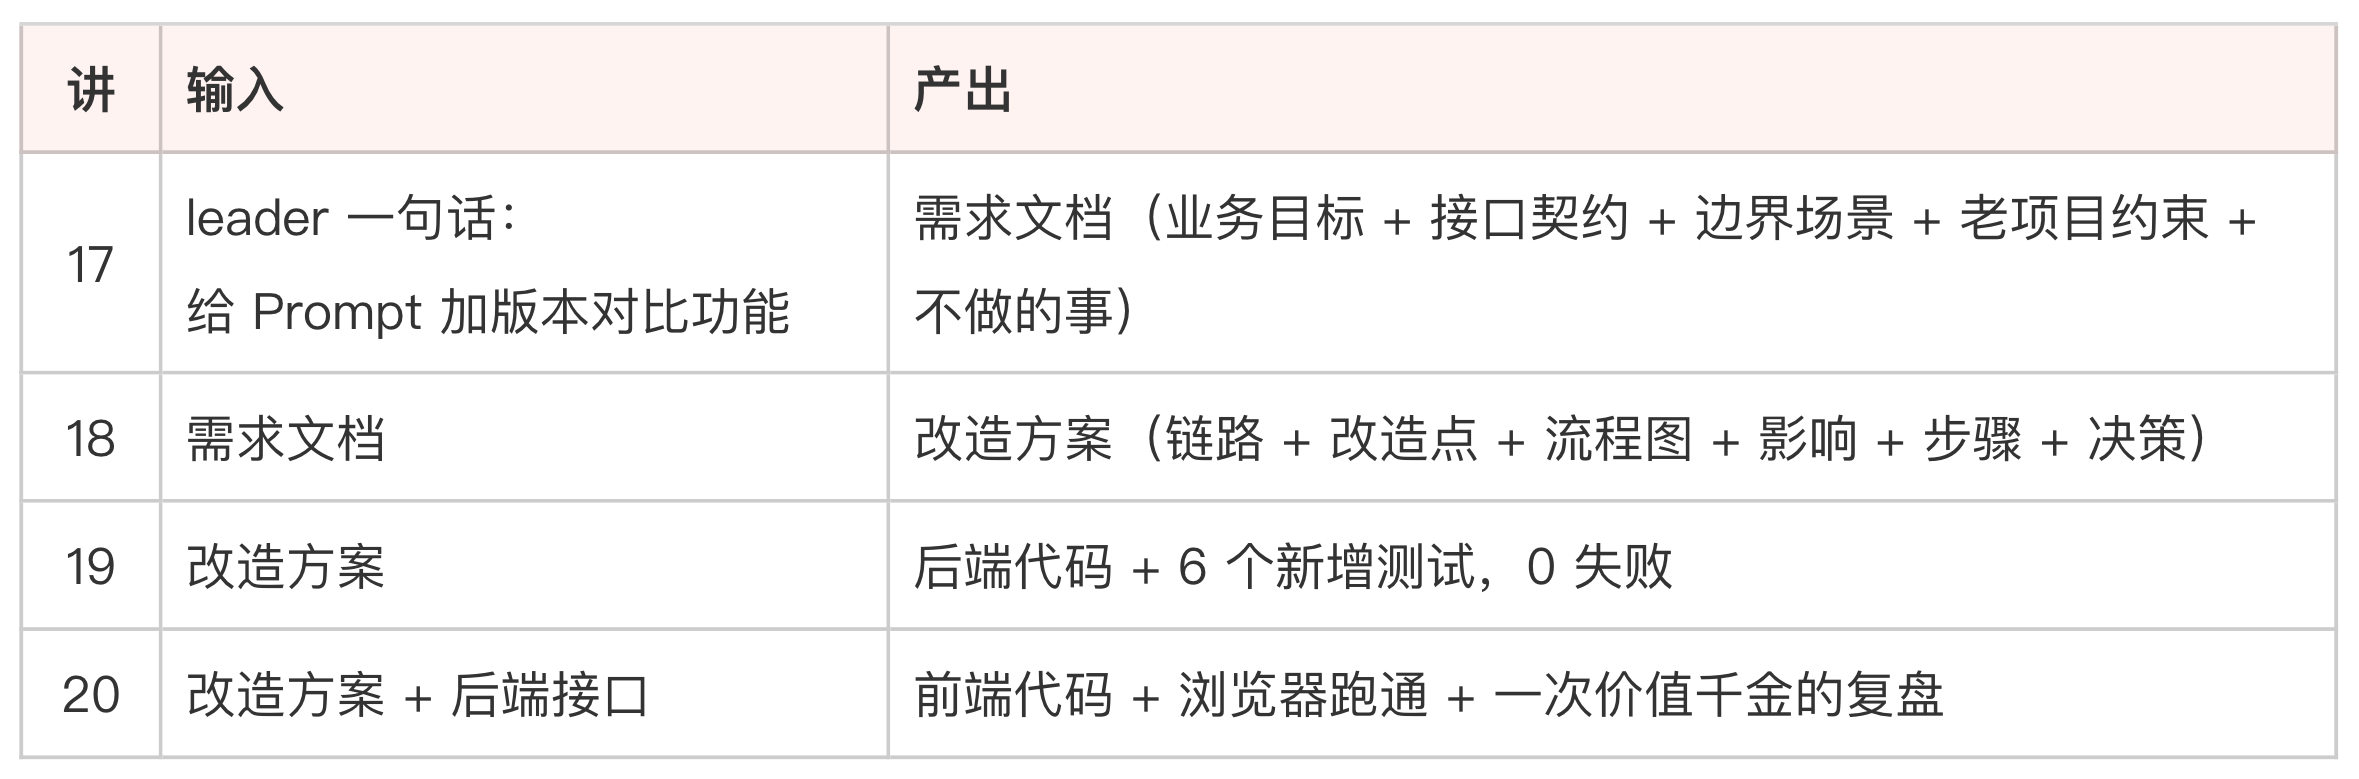 讲 输入 产出
17
leader 一句话：
给 Prompt 加版本对比功能
需求文档（业务目标 + 接口契约 + 边界场景 + 老项目约束 +
不做的事）
18 需求文档 改造方案（链路 + 改造点 + 流程图 + 影响 + 步骤 + 决策）
19 改造方案 后端代码 + 6 个新增测试，0 失败
20 改造方案 + 后端接口 前端代码 + 浏览器跑通 + 一次价值千金的复盘